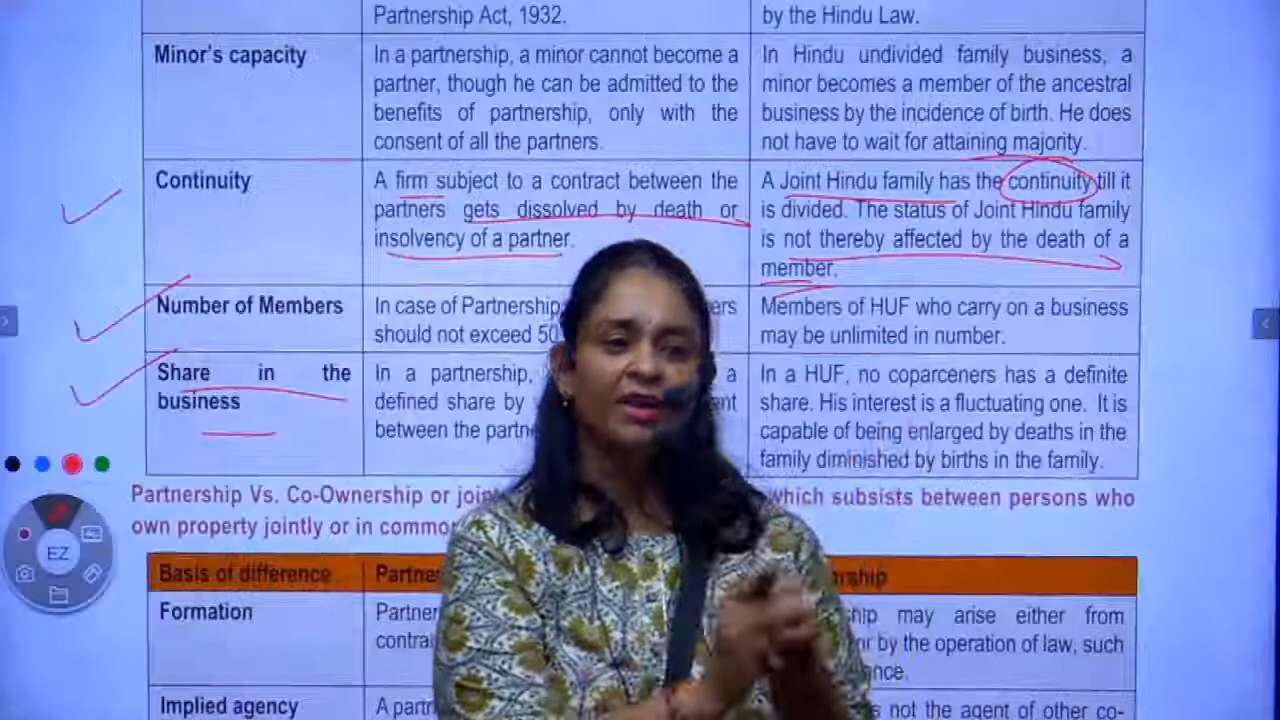 Partnership Act, 1932.
by the Hindu Law.
Minor's capacity
In a partnership, a minor cannot become a
partner, though he can be admitted to the
benefits of partnership, only with the
consent of all the partners.
In Hindu undivided family business, a
minor becomes a member of the ancestral
business by the incidence of birth. He does
not have to wait for attaining majority.
Continuity
A firm subject to a contract between the
partners gets dissolved by death or
insolvency of a partner.
A Joint Hindu family has the continuity till it
is divided. The status of Joint Hindu family
is not thereby affected by the death of a
member.
Number of Members
In case of Partnership
should not exceed 50
Members of HUF who carry on a business
may be unlimited in number.
Share in the
business
In a partnership, a
defined share by
between the
In a HUF, no coparceners has a definite
share. His interest is a fluctuating one. It is
capable of being enlarged by deaths in the
family diminished by births in the family.
Partnership Vs. Co-Ownership or which subsists between persons who
own property jointly or in
Basis of difference
Formation
may arise either from
by the operation of law, such
Implied agency
A
not the agent of other co-
EZ